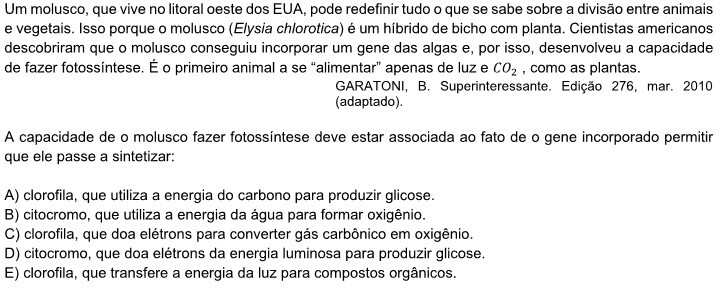 Um molusco, que vive no litoral oeste dos EUA, pode redefinir tudo o que se sabe sobre a divisão entre animais
e vegetais. Isso porque o molusco (Elysia chlorotica) é um híbrido de bicho com planta. Cientistas americanos
descobriram que o molusco conseguiu incorporar um gene das algas e, por isso, desenvolveu a capacidade
de fazer fotossíntese. É o primeiro animal a se “alimentar” apenas de luz e CO₂ , como as plantas.
GARATONI, B. Superinteressante. Edição 276, mar. 2010
(adaptado).
A capacidade de o molusco fazer fotossíntese deve estar associada ao fato de o gene incorporado permitir
que ele passe a sintetizar:
A) clorofila, que utiliza a energia do carbono para produzir glicose.
B) citocromo, que utiliza a energia da água para formar oxigênio.
C) clorofila, que doa elétrons para converter gás carbônico em oxigênio.
D) citocromo, que doa elétrons da energia luminosa para produzir glicose.
E) clorofila, que transfere a energia da luz para compostos orgânicos.